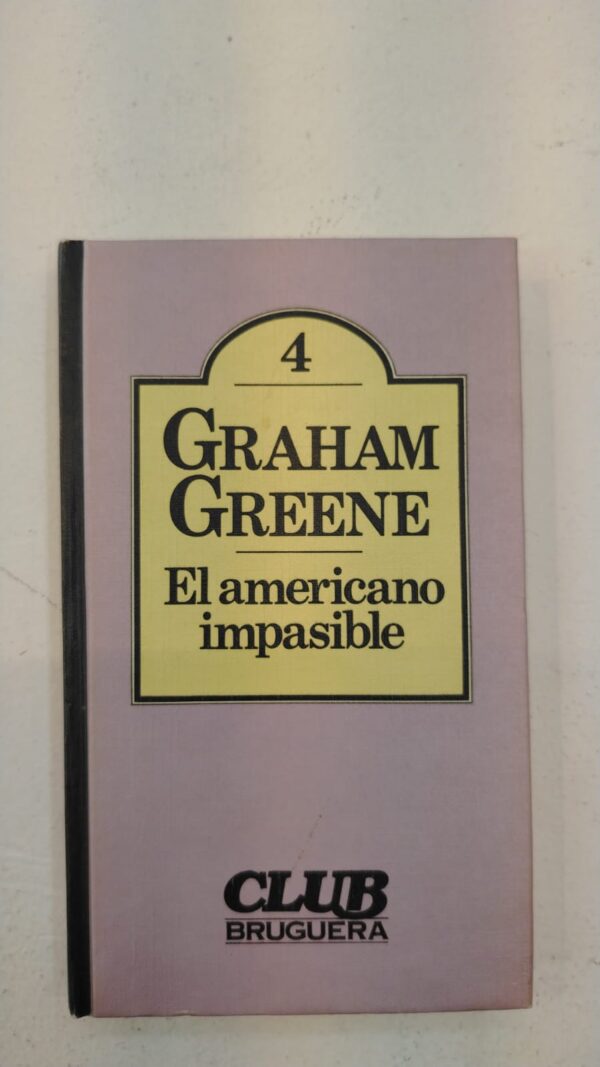 4
GRAHAM
GREENE
El americano
impasible
CLUB
BRUGUERA